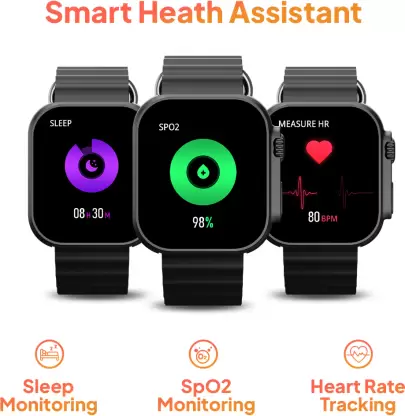 Smart Heath Assistant
SLEEP
08 H 30 M
SPO2
98%
MEASURE HR
80 BPM
O₂
Sleep
Monitoring
SpO2
Monitoring
Heart Rate
Tracking